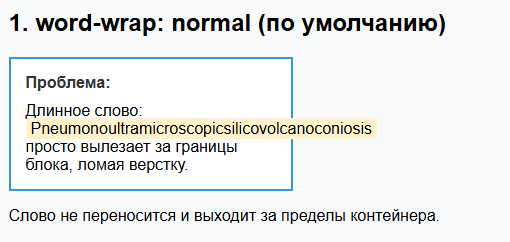 1. word-wrap: normal (по умолчанию)
Проблема:
Длинное слово:
Pneumonoultramicroscopicsilicovolcanoconiosis
просто вылезает за границы
блока, ломая верстку.
Слово не переносится и выходит за пределы контейнера.